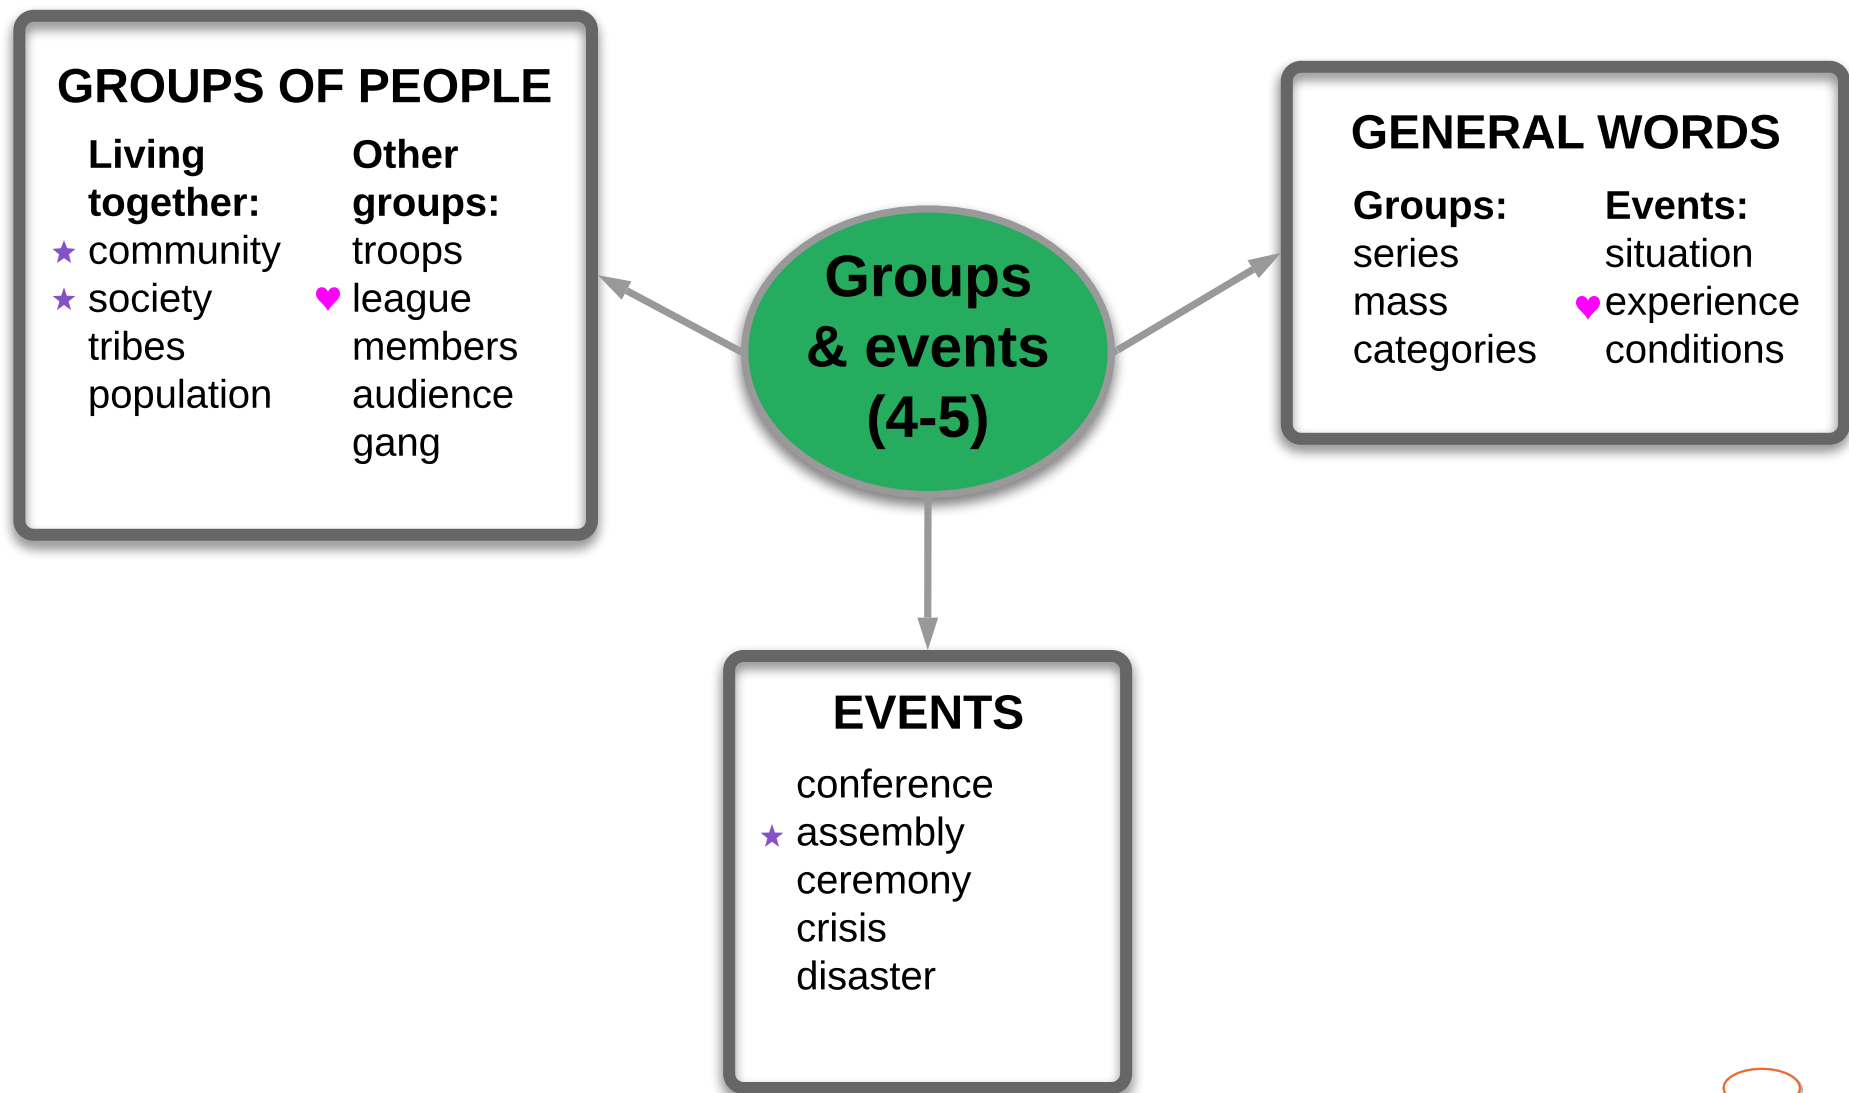 GROUPS OF PEOPLE
Living
together:
community
society
tribes
population
Other
groups:
troops
league
members
audience
gang
Groups
& events
(4-5)
GENERAL WORDS
Groups:
series
mass
categories
Events:
situation
experience
conditions
EVENTS
conference
assembly
ceremony
crisis
disaster